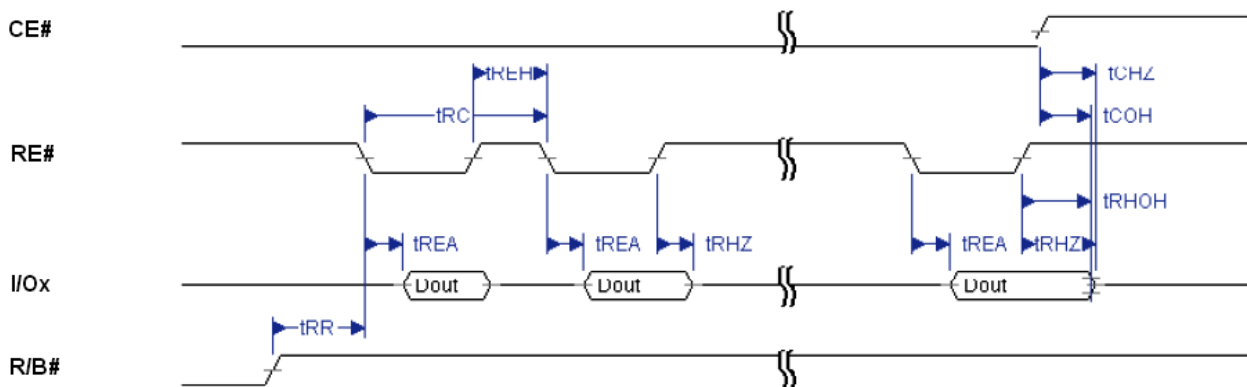 CE#
tREH
tCHZ
tRC
tCOH
RE#
tRHOH
tREA
tREA
tRHZ
tREA
tRHZ
I/Ox
Dout
Dout
Dout
tRR
R/B#